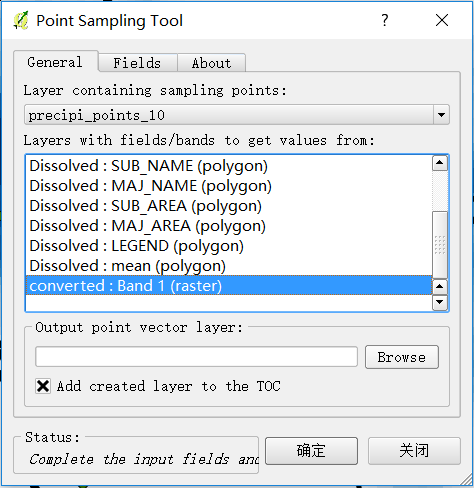 Point Sampling Tool
General Fields About
Layer containing sampling points:
precipi_points_10
Layers with fields/bands to get values from:
Dissolved : SUB_NAME (polygon)
Dissolved : MAJ_NAME (polygon)
Dissolved : SUB_AREA (polygon)
Dissolved : MAJ_AREA (polygon)
Dissolved : LEGEND (polygon)
Dissolved : mean (polygon)
converted : Band 1 (raster)
Output point vector layer:
Browse
Add created layer to the TOC
Status:
Complete the input fields and
确定 关闭